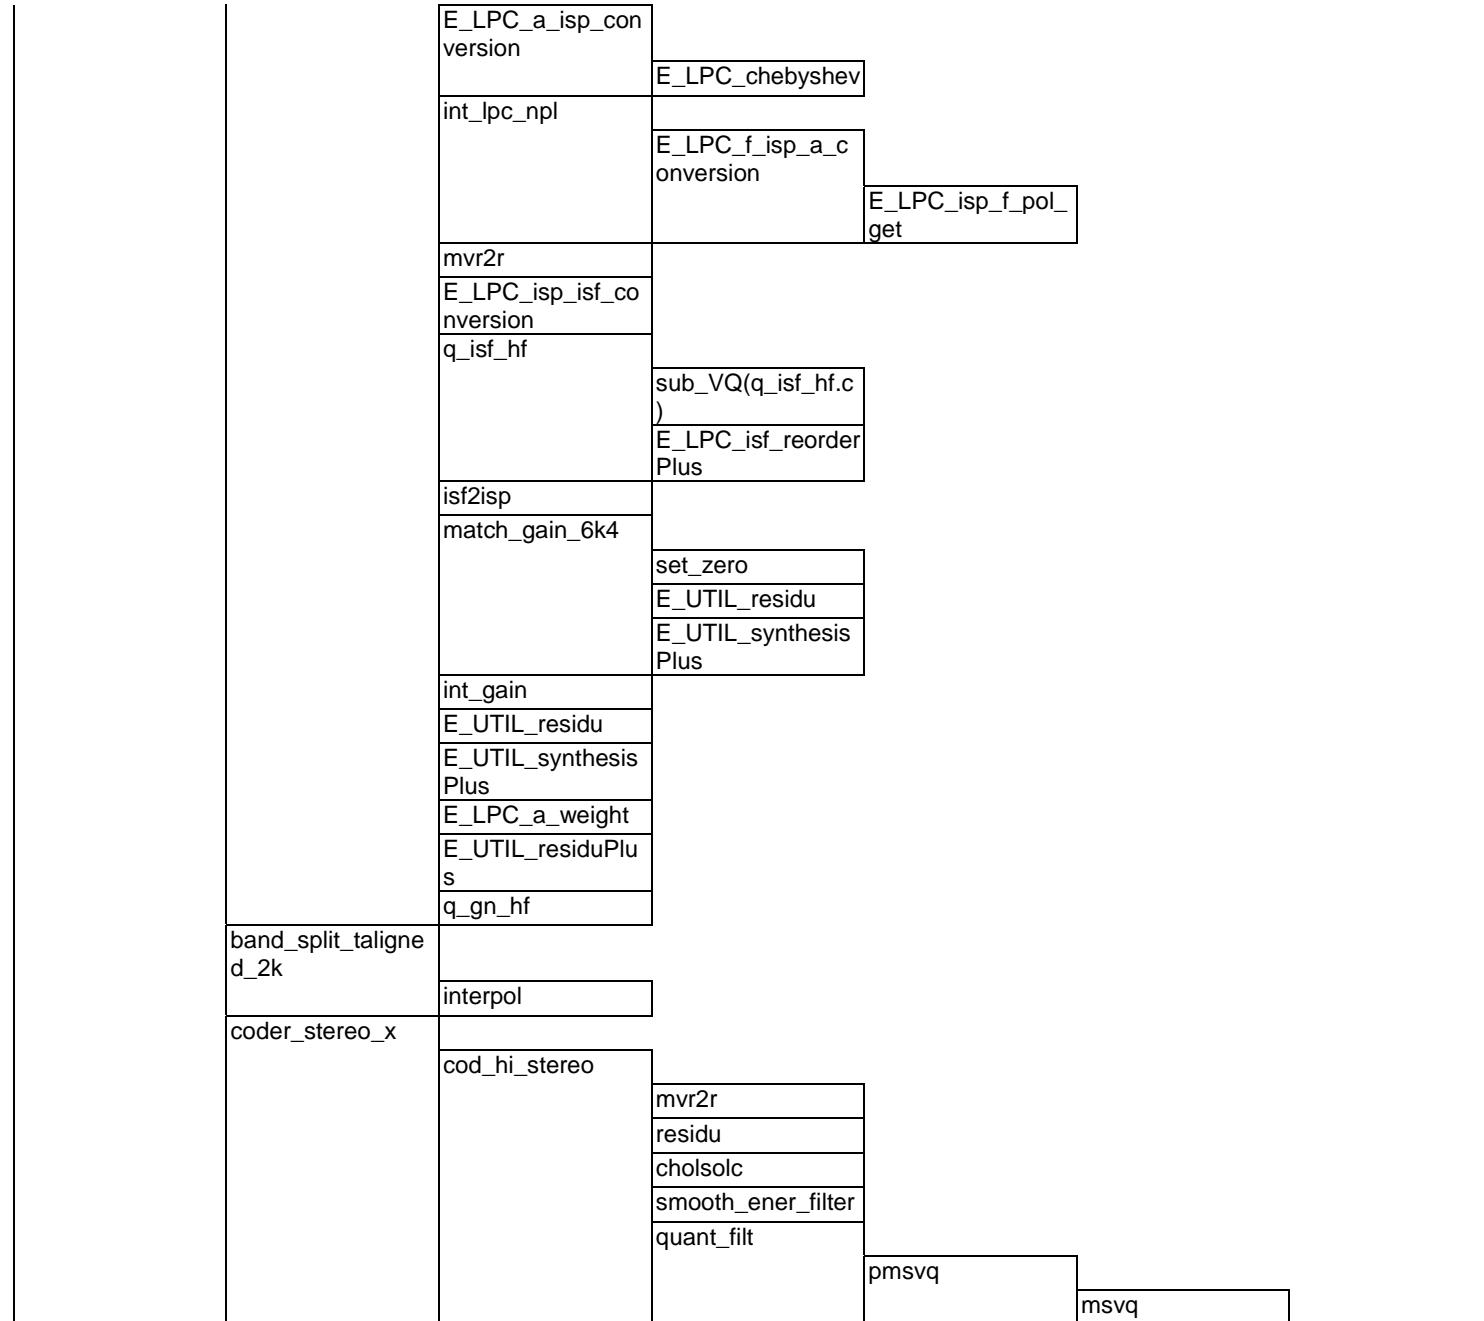 E_LPC_a_isp_con
version
E_LPC_chebyshev
int_lpc_npl
E_LPC_f_isp_a_c
onversion
E_LPC_isp_f_pol_
get
mvr2r
E_LPC_isp_isf_co
nversion
q_isf_hf
sub_VQ(q_isf_hf.c
)
E_LPC_isf_reorder
Plus
isf2isp
match_gain_6k4
set_zero
E_UTIL_residu
E_UTIL_synthesis
Plus
int_gain
E_UTIL_residu
E_UTIL_synthesis
Plus
E_LPC_a_weight
E_UTIL_residuPlu
s
q_gn_hf
band_split_taligne
d_2k
interpol
coder_stereo_x
cod_hi_stereo
mvr2r
residu
cholsolc
smooth_ener_filter
quant_filt
pmsvq
msvq